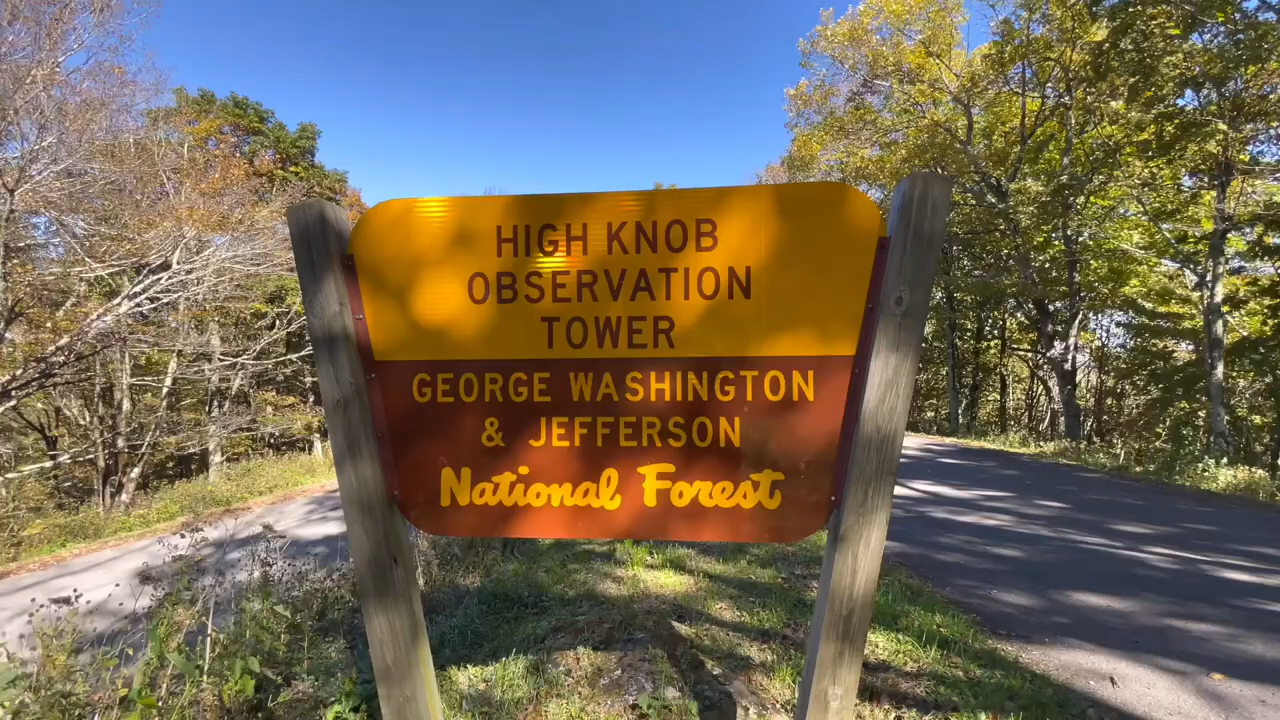 HIGH KNOB
OBSERVATION
TOWER
GEORGE WASHINGTON
& JEFFERSON
National Forest